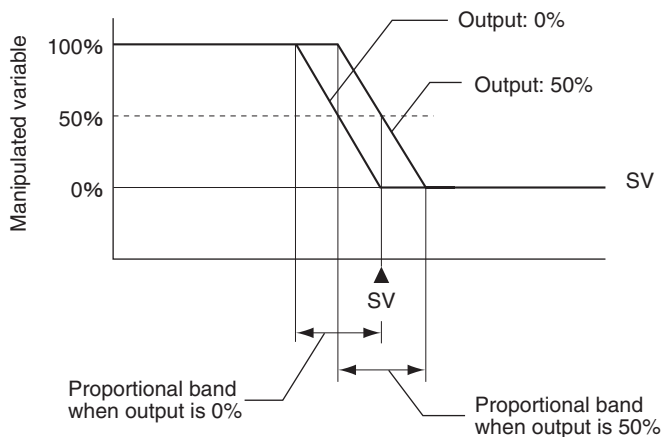 Output: 0%
100%
Output: 50%
Manipulated variable
50%
0%
SV
SV
Proportional band
when output is 0%
Proportional band
when output is 50%